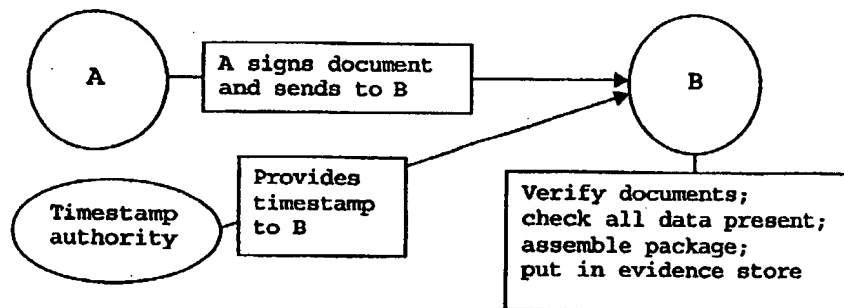 A
A signs document
and sends to B
B
Provides
timestamp
to B
Timestamp
authority
Verify documents;
check all data present;
assemble package;
put in evidence store